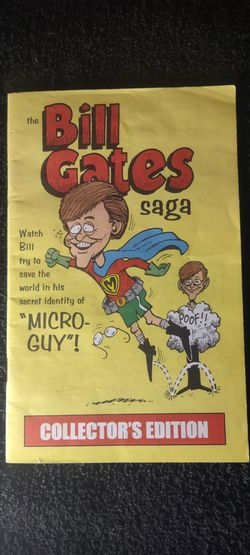 the
Bill
Gates
saga
Watch
Bill
try to
save the
world in his
secret identity of
"MICRO-
GUY"!
M
POOF!!
COLLECTOR'S EDITION